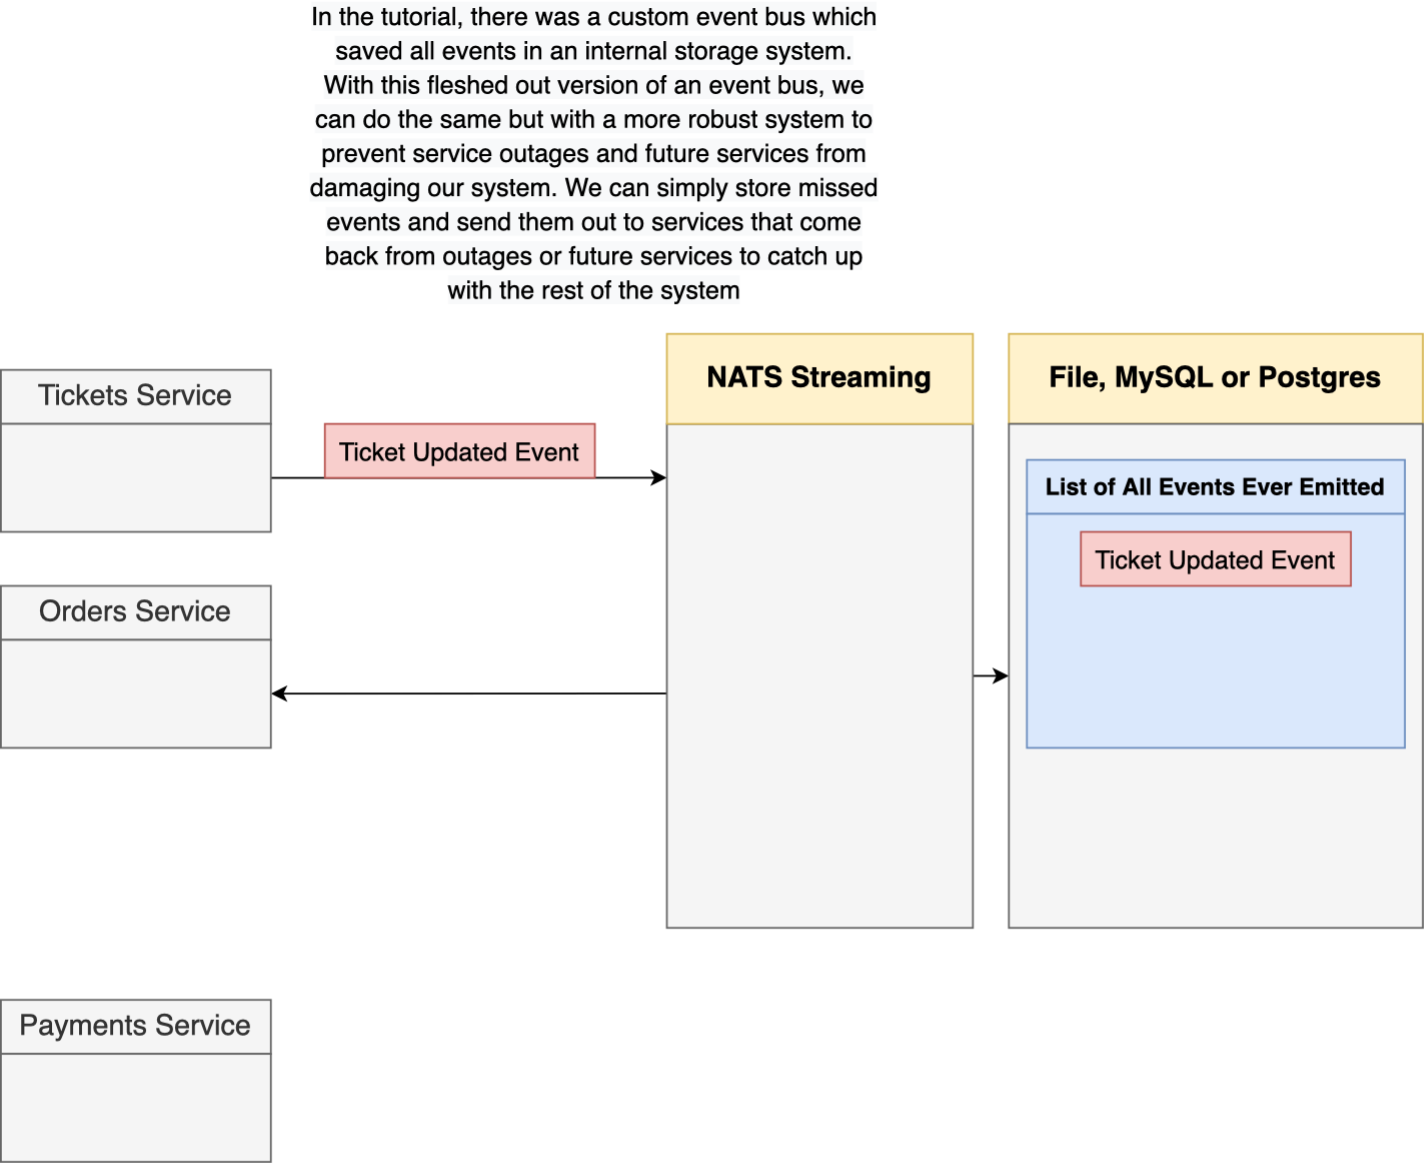 In the tutorial, there was a custom event bus which
saved all events in an internal storage system.
With this fleshed out version of an event bus, we
can do the same but with a more robust system to
prevent service outages and future services from
damaging our system. We can simply store missed
events and send them out to services that come
back from outages or future services to catch up
with the rest of the system
NATS Streaming
File, MySQL or Postgres
Tickets Service
Ticket Updated Event
List of All Events Ever Emitted
Ticket Updated Event
Orders Service
Payments Service